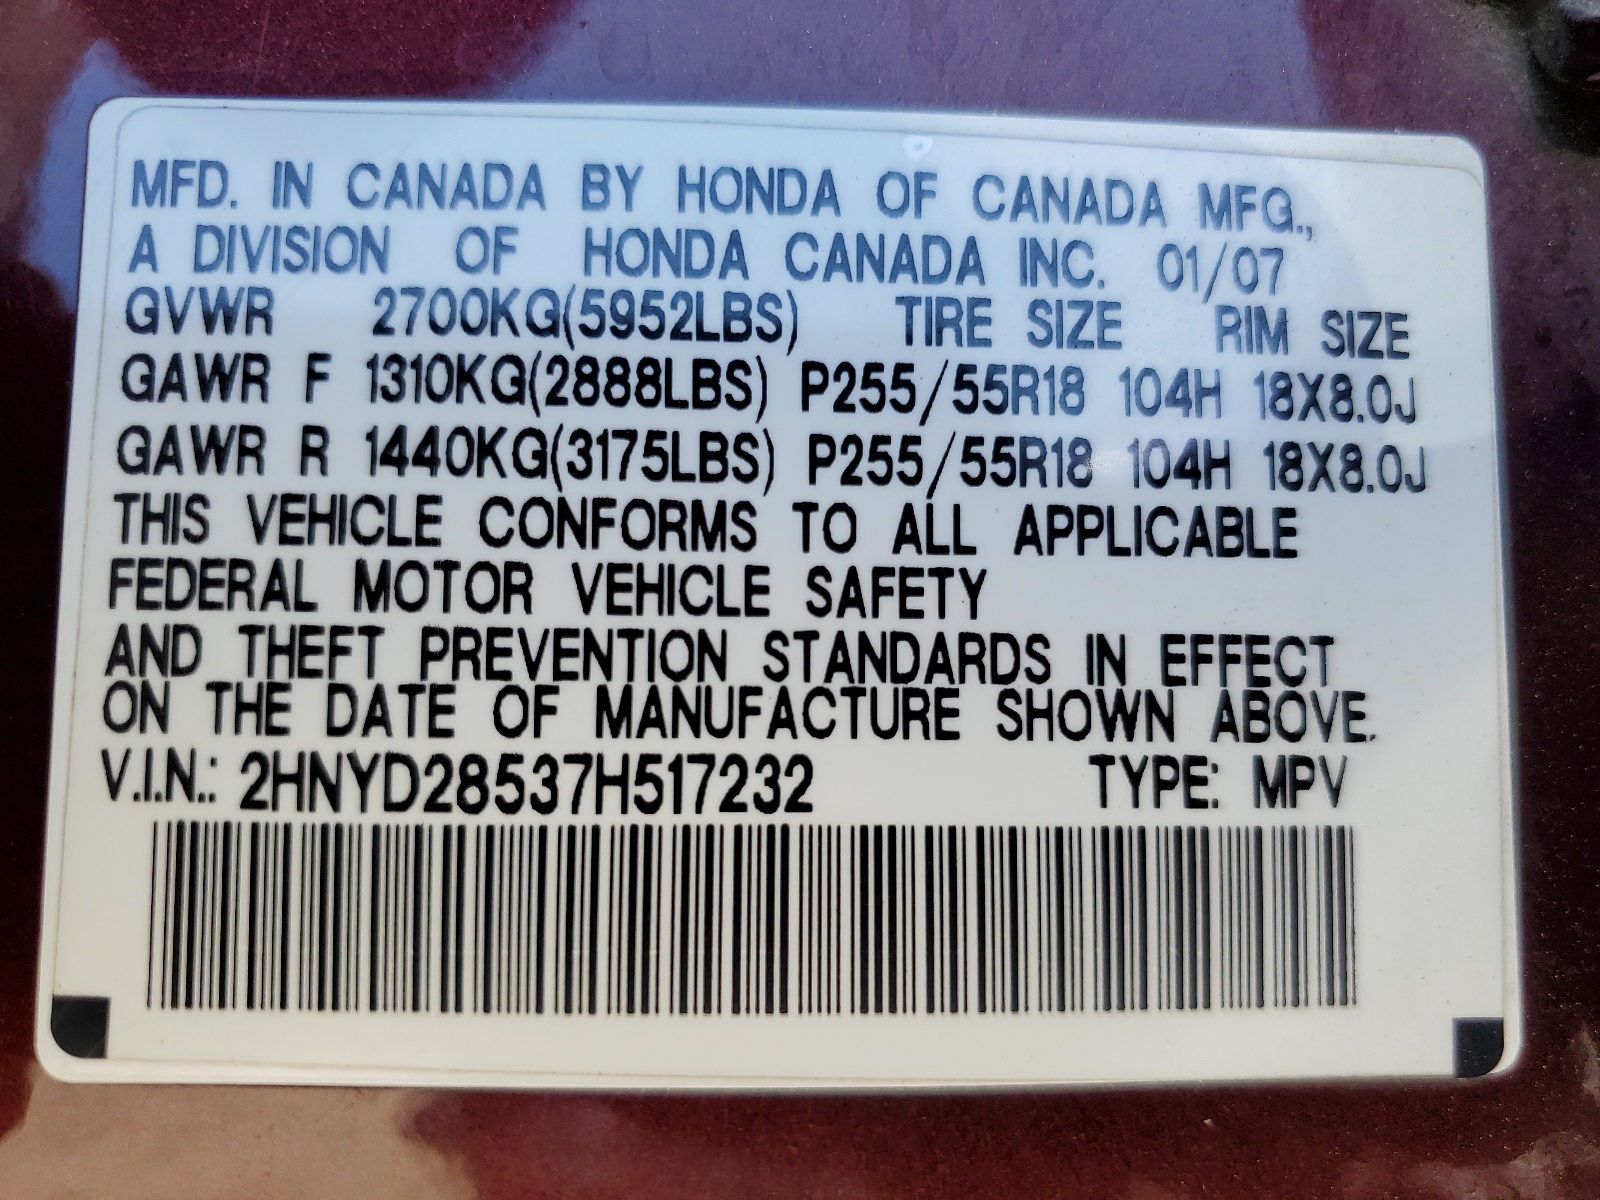 MFD. IN CANADA BY HONDA OF CANADA MFG.,
A DIVISION OF HONDA CANADA INC. 01/07
GVWR 2700KG(5952LBS) TIRE SIZE RIM SIZE
GAWR F 1310KG(2888LBS) P255/55R18 104H 18X8.0J
GAWR R 1440KG(3175LBS) P255/55R18 104H 18X8.0J
THIS VEHICLE CONFORMS TO ALL APPLICABLE
FEDERAL MOTOR VEHICLE SAFETY
AND THEFT PREVENTION STANDARDS IN EFFECT
ON THE DATE OF MANUFACTURE SHOWN ABOVE.
V.I.N.: 2HNYD28537H517232 TYPE: MPV